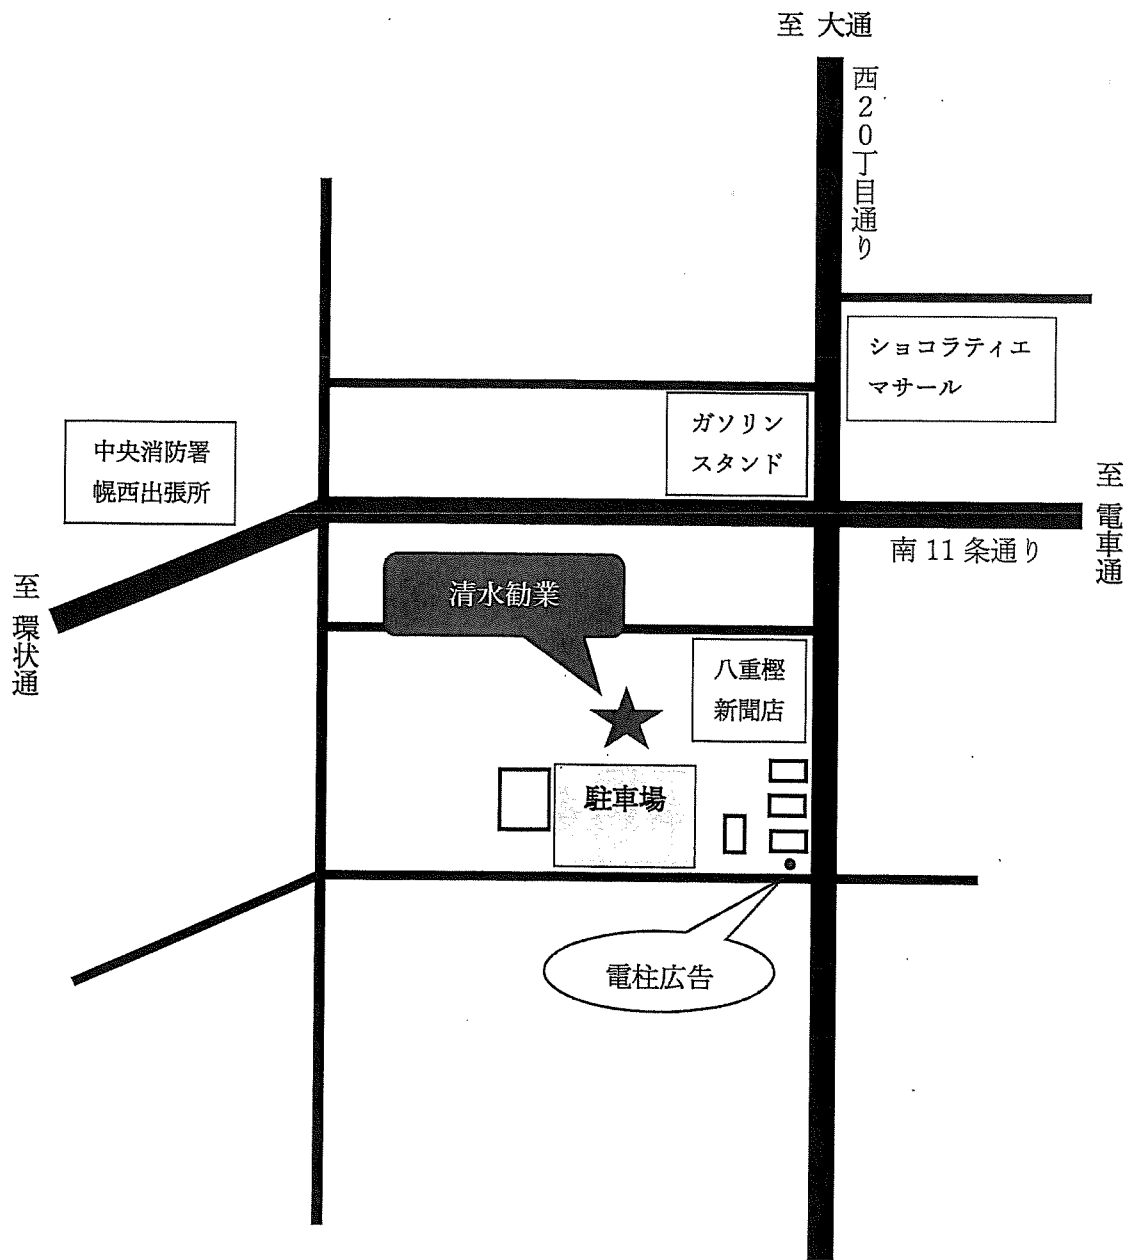 至 大通
西20丁目通り
ショコラティエ
マサール
ガソリン
スタンド
中央消防署
幌西出張所
至 電車通
南11条通り
至 環状通
清水勧業
八重樫
新聞店
駐車場
電柱広告